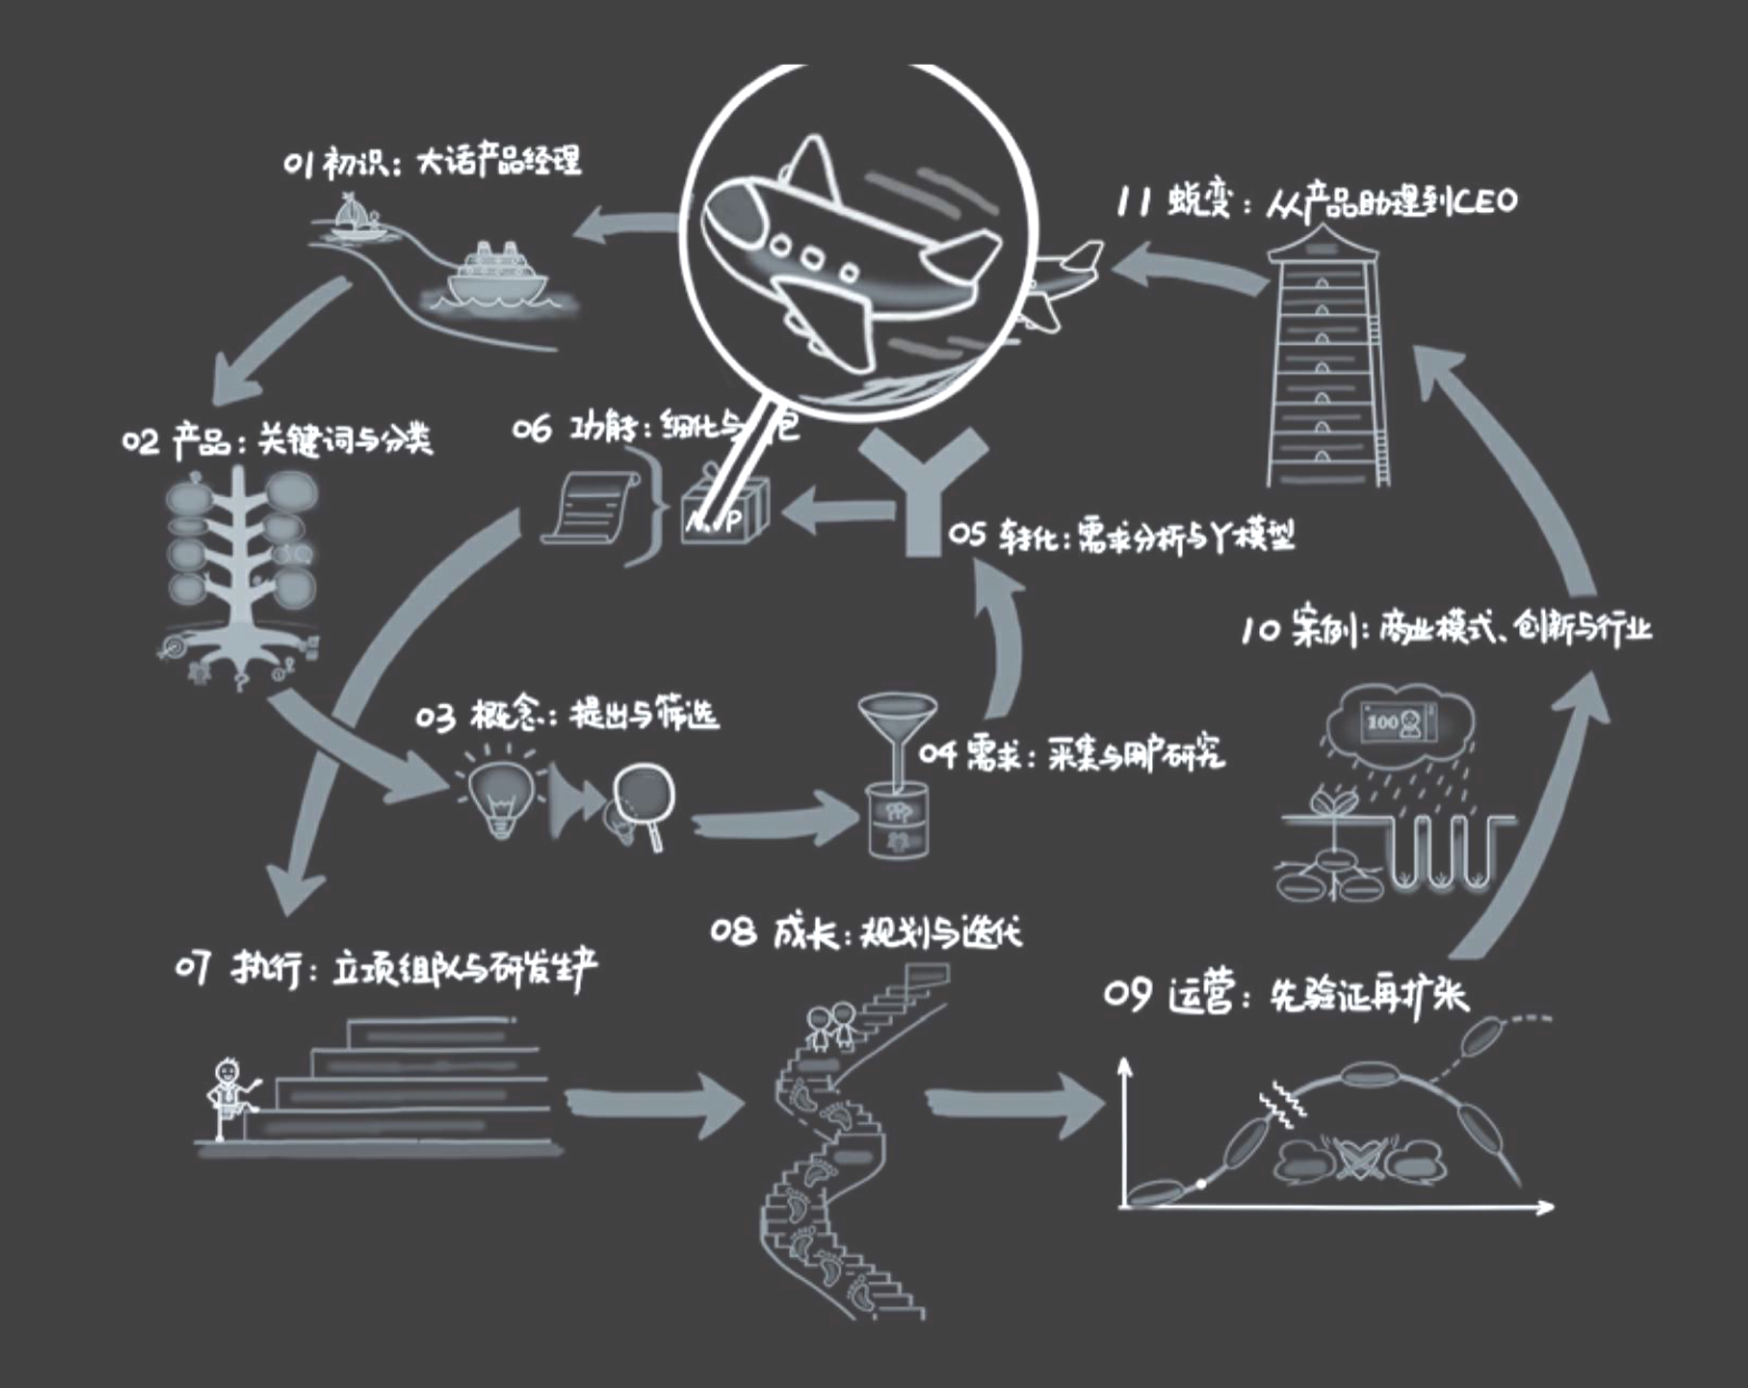 01 初识：大话产品经理
11 蜕变：从产品助理到CEO
02 产品：关键词与分类
06 功能：细化与包
MVP
05 转化：需求分析与Y模型
10 案例：商业模式、创新与行业
03 概念：提出与筛选
100
04 需求：采集与用户研究
08 成长：规划与迭代
07 执行：立项组队与研发生产
09 运营：先验证再扩张